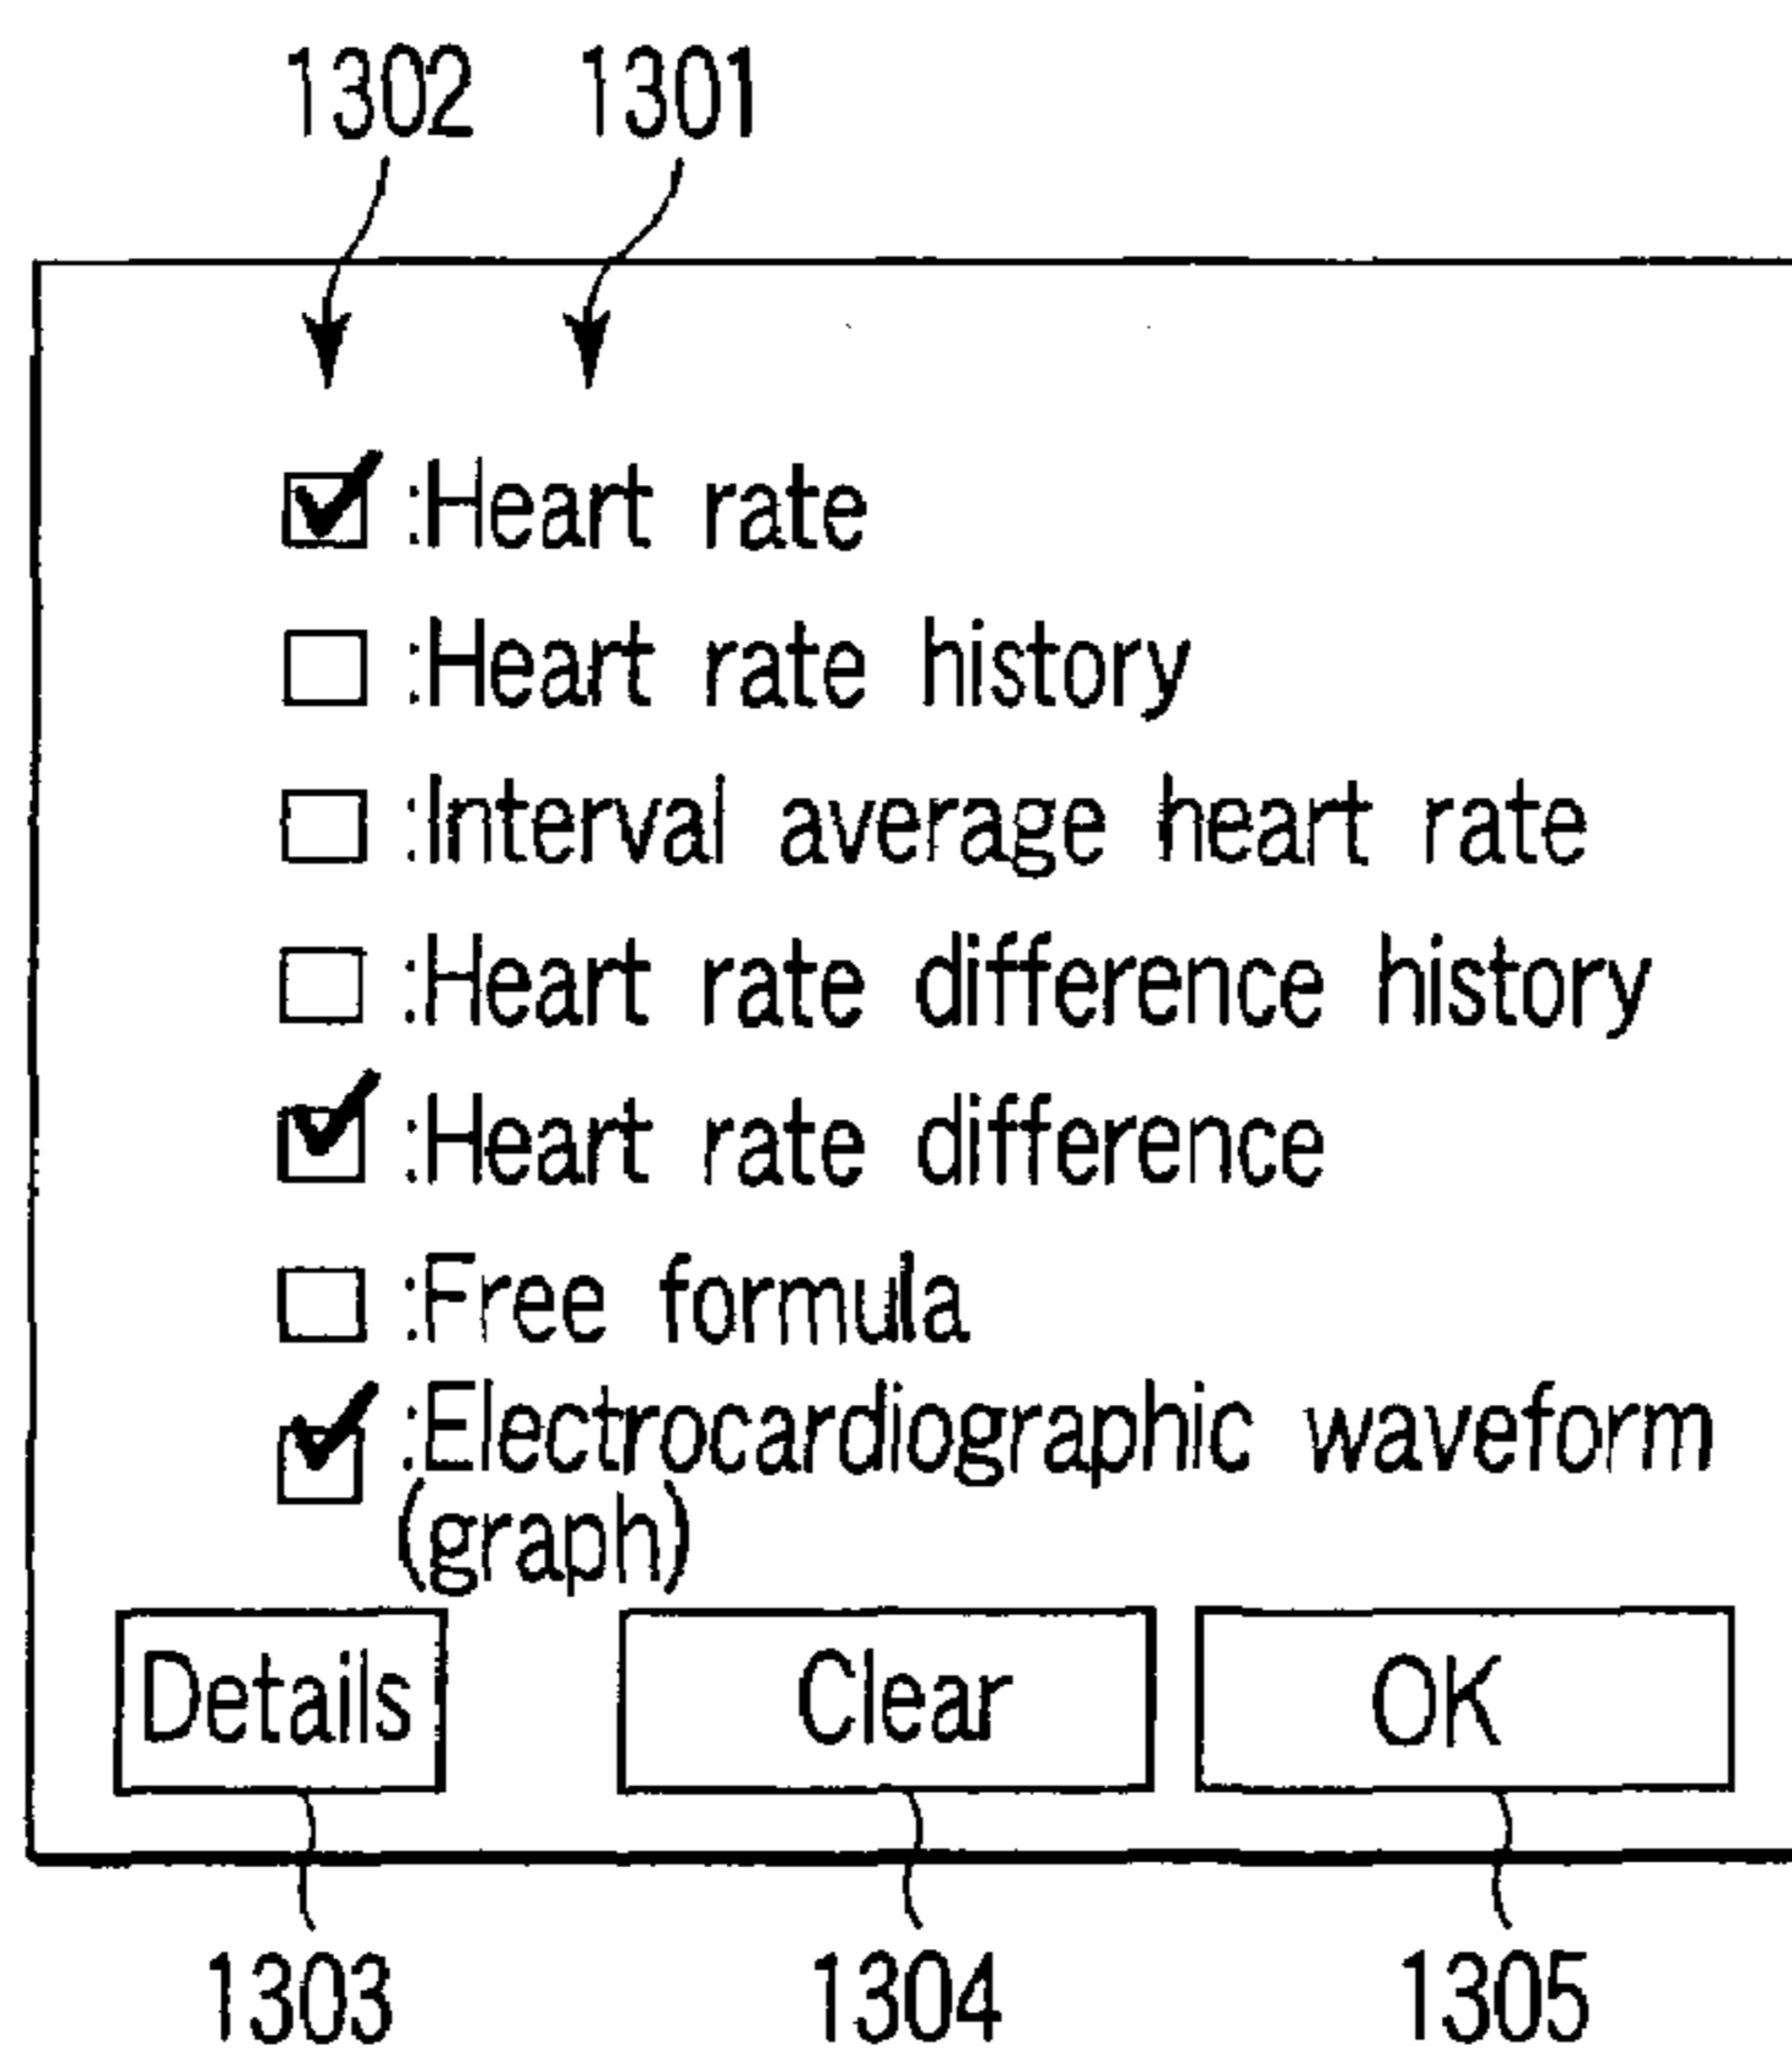 1302 1301
:Heart rate
:Heart rate history
:Interval average heart rate
:Heart rate difference history
:Heart rate difference
:Free formula
:Electrocardiographic waveform
(graph)
Details Clear OK
1303 1304 1305